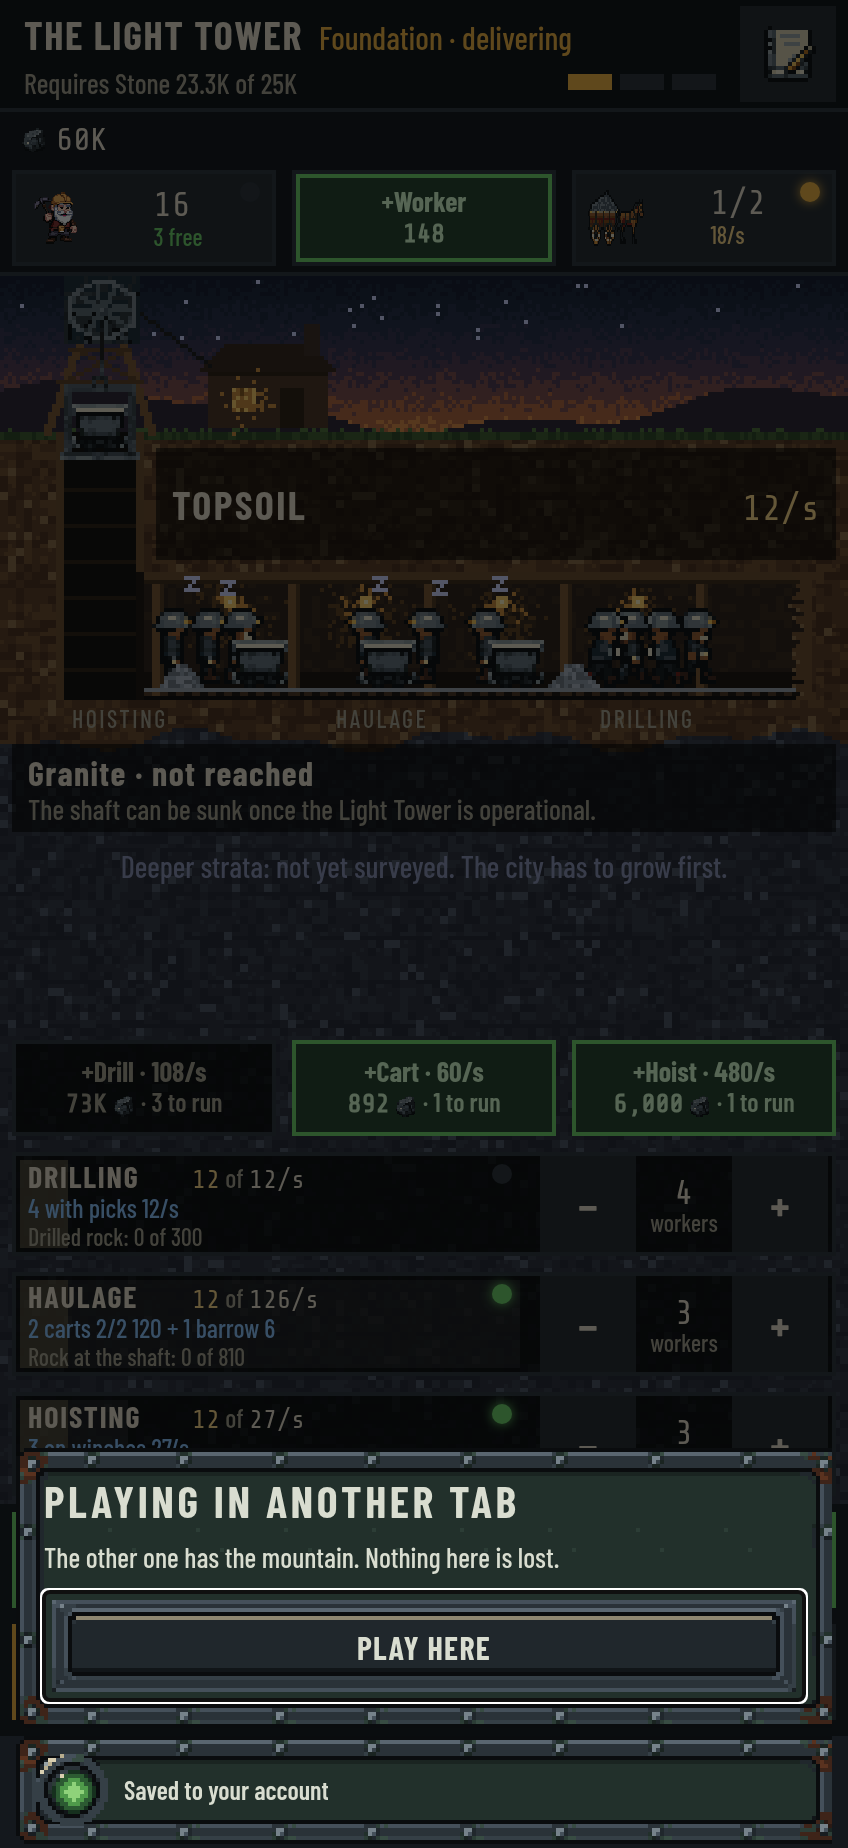 THE LIGHT TOWER Foundation · delivering
Requires Stone 23.3K of 25K
60K
16
3 free
+Worker
148
1/2
18/s
TOPSOIL 12/s
Z Z Z Z Z
HOISTING HAULAGE DRILLING
Granite · not reached
The shaft can be sunk once the Light Tower is operational.
Deeper strata: not yet surveyed. The city has to grow first.
+Drill · 108/s
73K · 3 to run
+Cart · 60/s
892 · 1 to run
+Hoist · 480/s
6,000 · 1 to run
DRILLING 12 of 12/s
4 with picks 12/s
Drilled rock: 0 of 300
− 4 workers +
HAULAGE 12 of 126/s
2 carts 2/2 120 + 1 barrow 6
Rock at the shaft: 0 of 810
− 3 workers +
HOISTING 12 of 27/s
3 on winches 27/s
− 3 +
PLAYING IN ANOTHER TAB
The other one has the mountain. Nothing here is lost.
PLAY HERE
Saved to your account